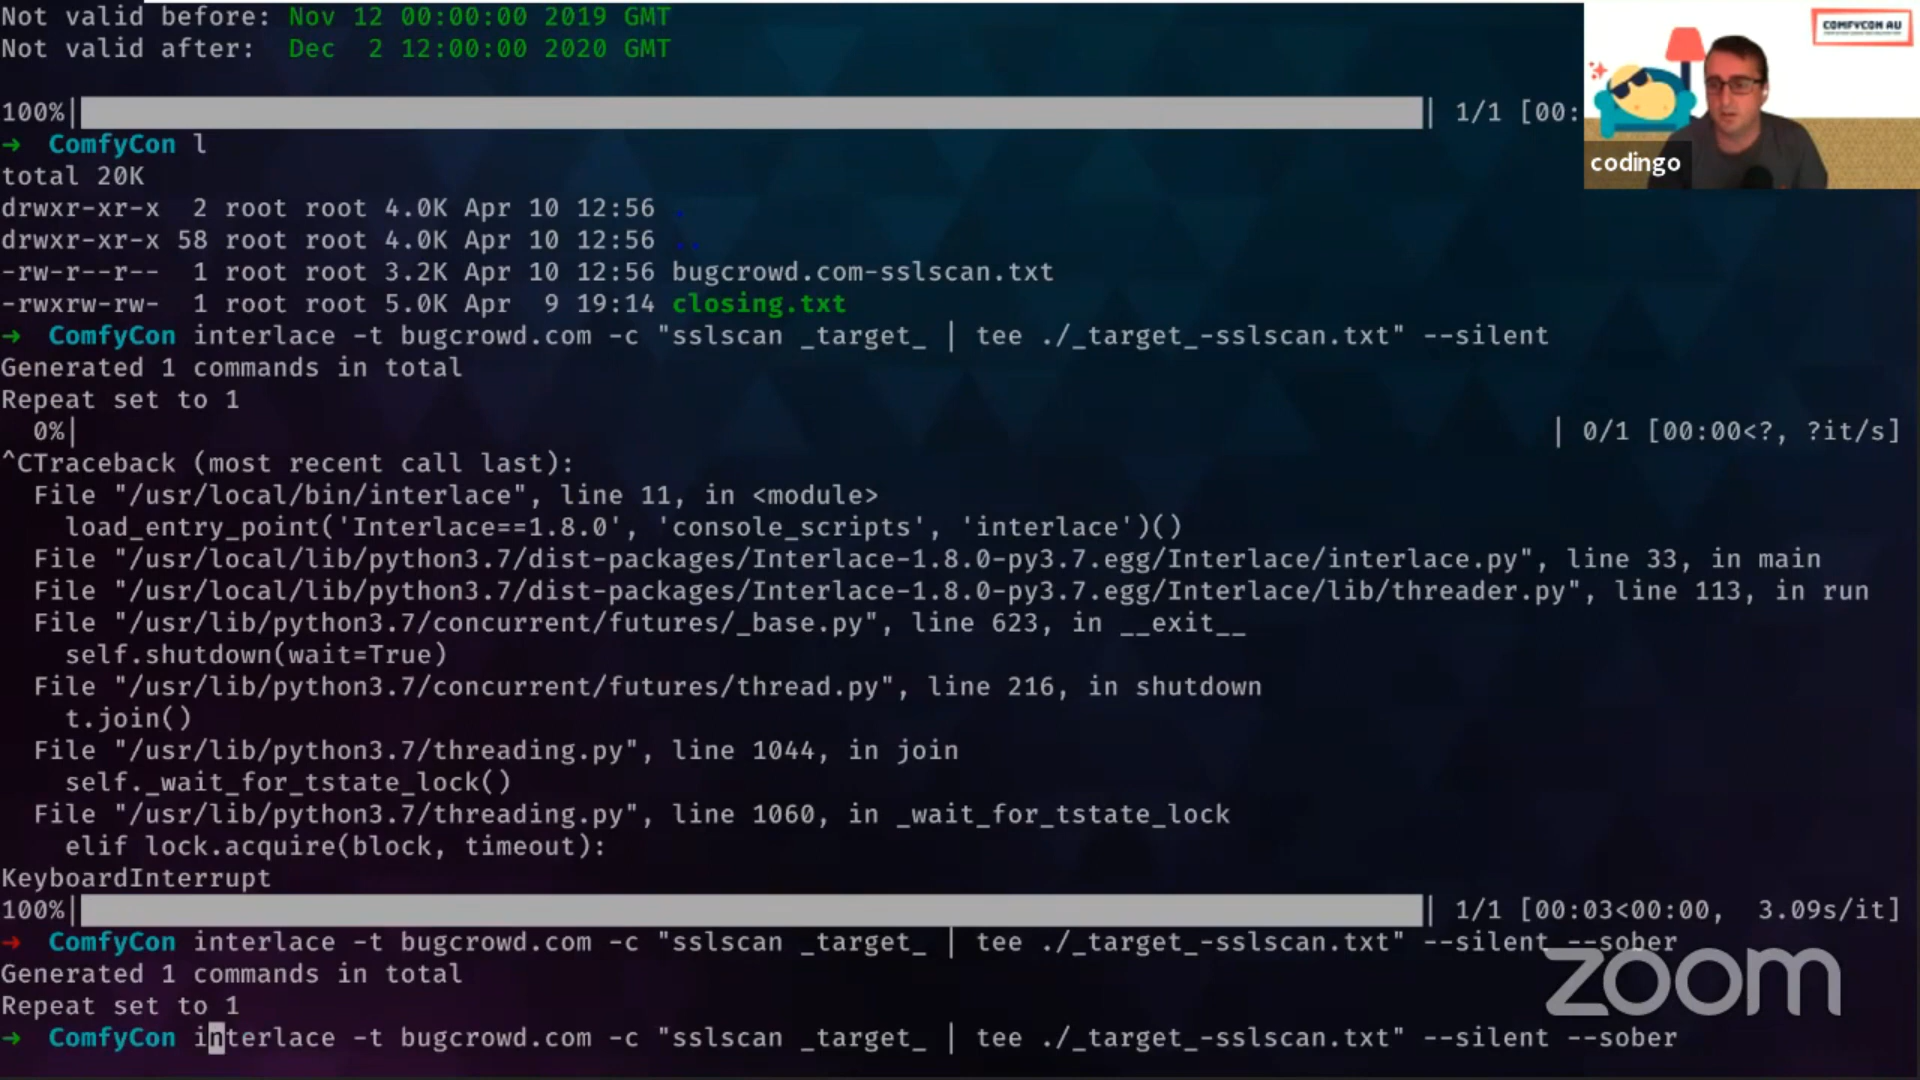 Not valid before: Nov 12 00:00:00 2019 GMT
Not valid after:  Dec  2 12:00:00 2020 GMT
COMFYCON AU
100%| | 1/1 [00:
→  ComfyCon l
codingo
total 20K
drwxr-xr-x  2 root root 4.0K Apr 10 12:56 .
drwxr-xr-x 58 root root 4.0K Apr 10 12:56 ..
-rw-r--r--  1 root root 3.2K Apr 10 12:56 bugcrowd.com-sslscan.txt
-rwxrw-rw-  1 root root 5.0K Apr  9 19:14 closing.txt
→  ComfyCon interlace -t bugcrowd.com -c "sslscan _target_ | tee ./_target_-sslscan.txt" --silent
Generated 1 commands in total
Repeat set to 1
  0%| | 0/1 [00:00<?, ?it/s]
^CTraceback (most recent call last):
  File "/usr/local/bin/interlace", line 11, in <module>
    load_entry_point('Interlace==1.8.0', 'console_scripts', 'interlace')()
  File "/usr/local/lib/python3.7/dist-packages/Interlace-1.8.0-py3.7.egg/Interlace/interlace.py", line 33, in main
  File "/usr/local/lib/python3.7/dist-packages/Interlace-1.8.0-py3.7.egg/Interlace/lib/threader.py", line 113, in run
  File "/usr/lib/python3.7/concurrent/futures/_base.py", line 623, in __exit__
    self.shutdown(wait=True)
  File "/usr/lib/python3.7/concurrent/futures/thread.py", line 216, in shutdown
    t.join()
  File "/usr/lib/python3.7/threading.py", line 1044, in join
    self._wait_for_tstate_lock()
  File "/usr/lib/python3.7/threading.py", line 1060, in _wait_for_tstate_lock
    elif lock.acquire(block, timeout):
KeyboardInterrupt
100%| | 1/1 [00:03<00:00,  3.09s/it]
→  ComfyCon interlace -t bugcrowd.com -c "sslscan _target_ | tee ./_target_-sslscan.txt" --silent --sober
Generated 1 commands in total
zoom
Repeat set to 1
→  ComfyCon interlace -t bugcrowd.com -c "sslscan _target_ | tee ./_target_-sslscan.txt" --silent --sober